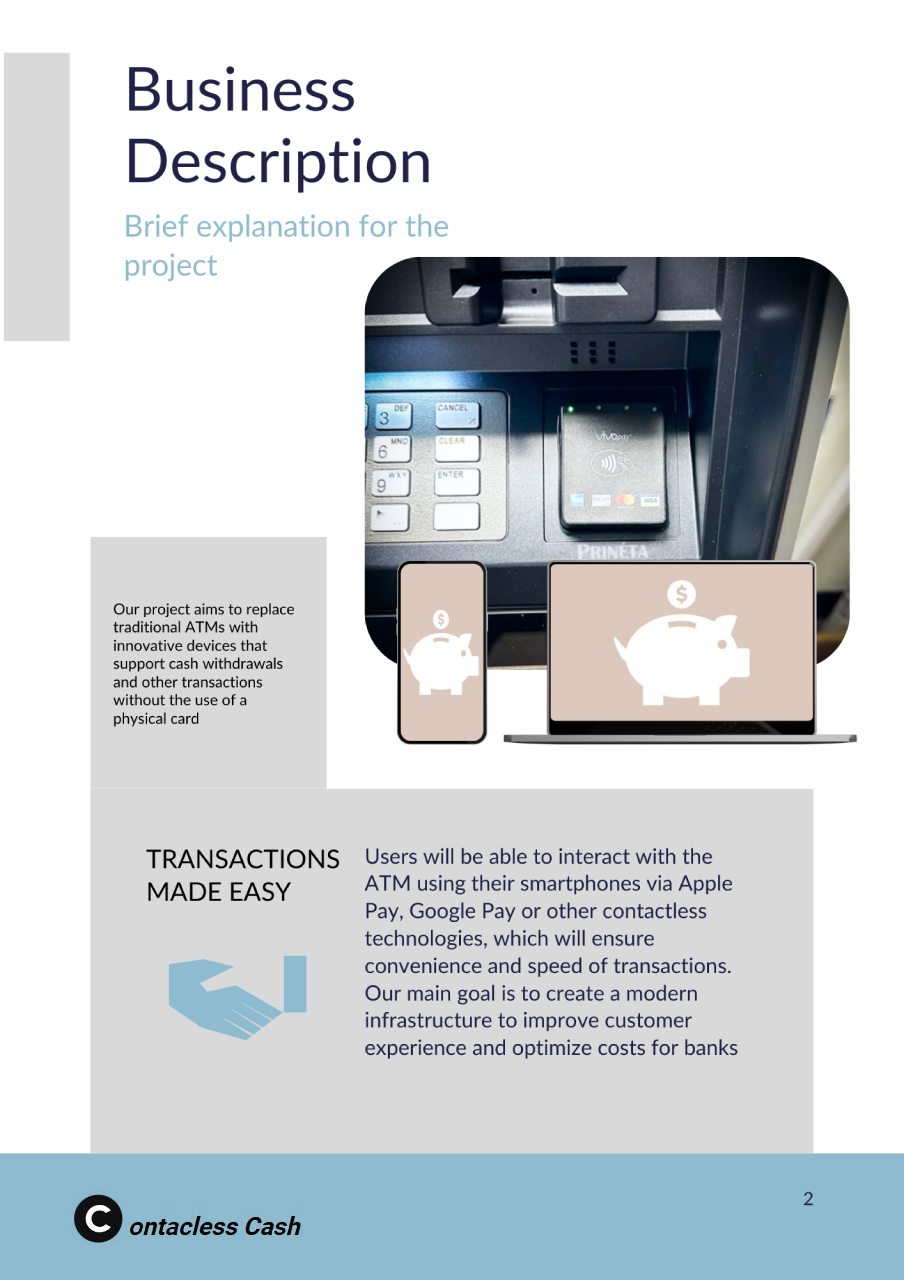 Business
Description
Brief explanation for the
project
3 DEF
CANCEL
6 MNO
CLEAR
9 WXY
ENTER
ViVOpay
VISA
PRINETA
$
$
Our project aims to replace
traditional ATMs with
innovative devices that
support cash withdrawals
and other transactions
without the use of a
physical card
TRANSACTIONS
MADE EASY
Users will be able to interact with the
ATM using their smartphones via Apple
Pay, Google Pay or other contactless
technologies, which will ensure
convenience and speed of transactions.
Our main goal is to create a modern
infrastructure to improve customer
experience and optimize costs for banks
C ontacless Cash
2